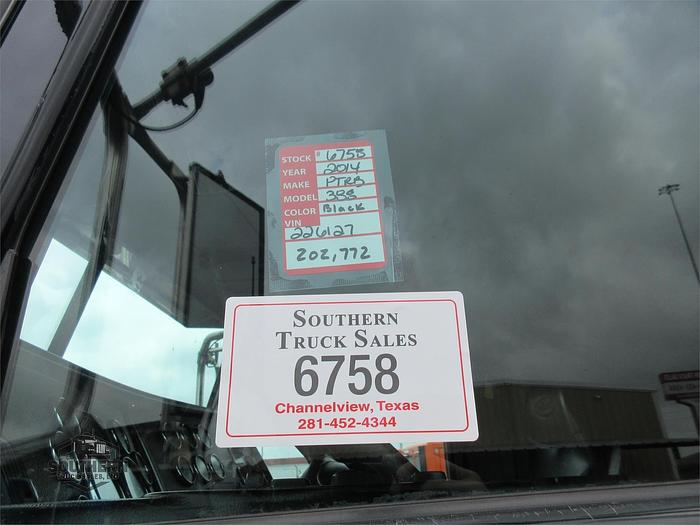 STOCK # 6758
YEAR 2014
MAKE PTRB
MODEL 388
COLOR Black
VIN
226127
202,772
SOUTHERN
TRUCK SALES
6758
Channelview, Texas
281-452-4344
SOUTHERN